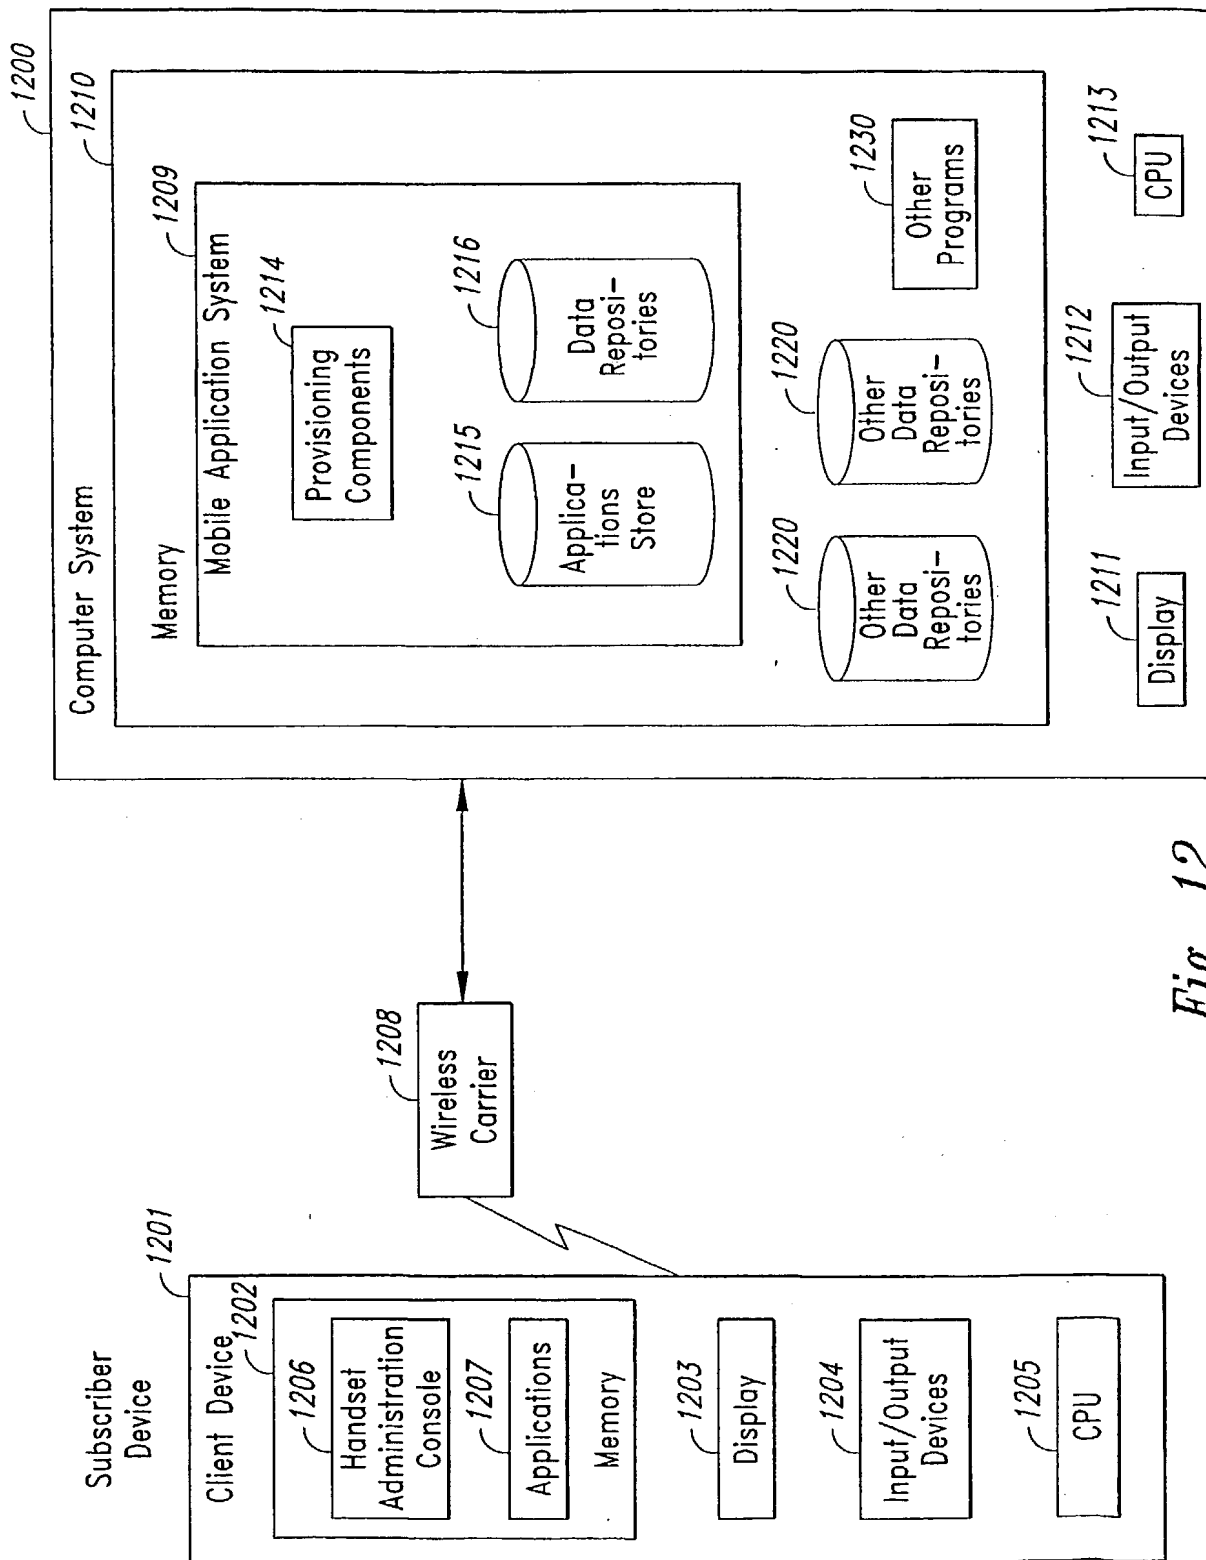 Subscriber
Device
1201
Client Device
1202
1206
Handset
Administration
Console
1207
Applications
Memory
1203
Display
1204
Input/Output
Devices
1205
CPU
1208
Wireless
Carrier
1200
Computer System
1210
Memory
1209
Mobile Application System
1214
Provisioning
Components
1215
Applica-
tions
Store
1216
Data
Reposi-
tories
1220
Other
Data
Reposi-
tories
1220
Other
Data
Reposi-
tories
1230
Other
Programs
1211
Display
1212
Input/Output
Devices
1213
CPU
Fig. 12